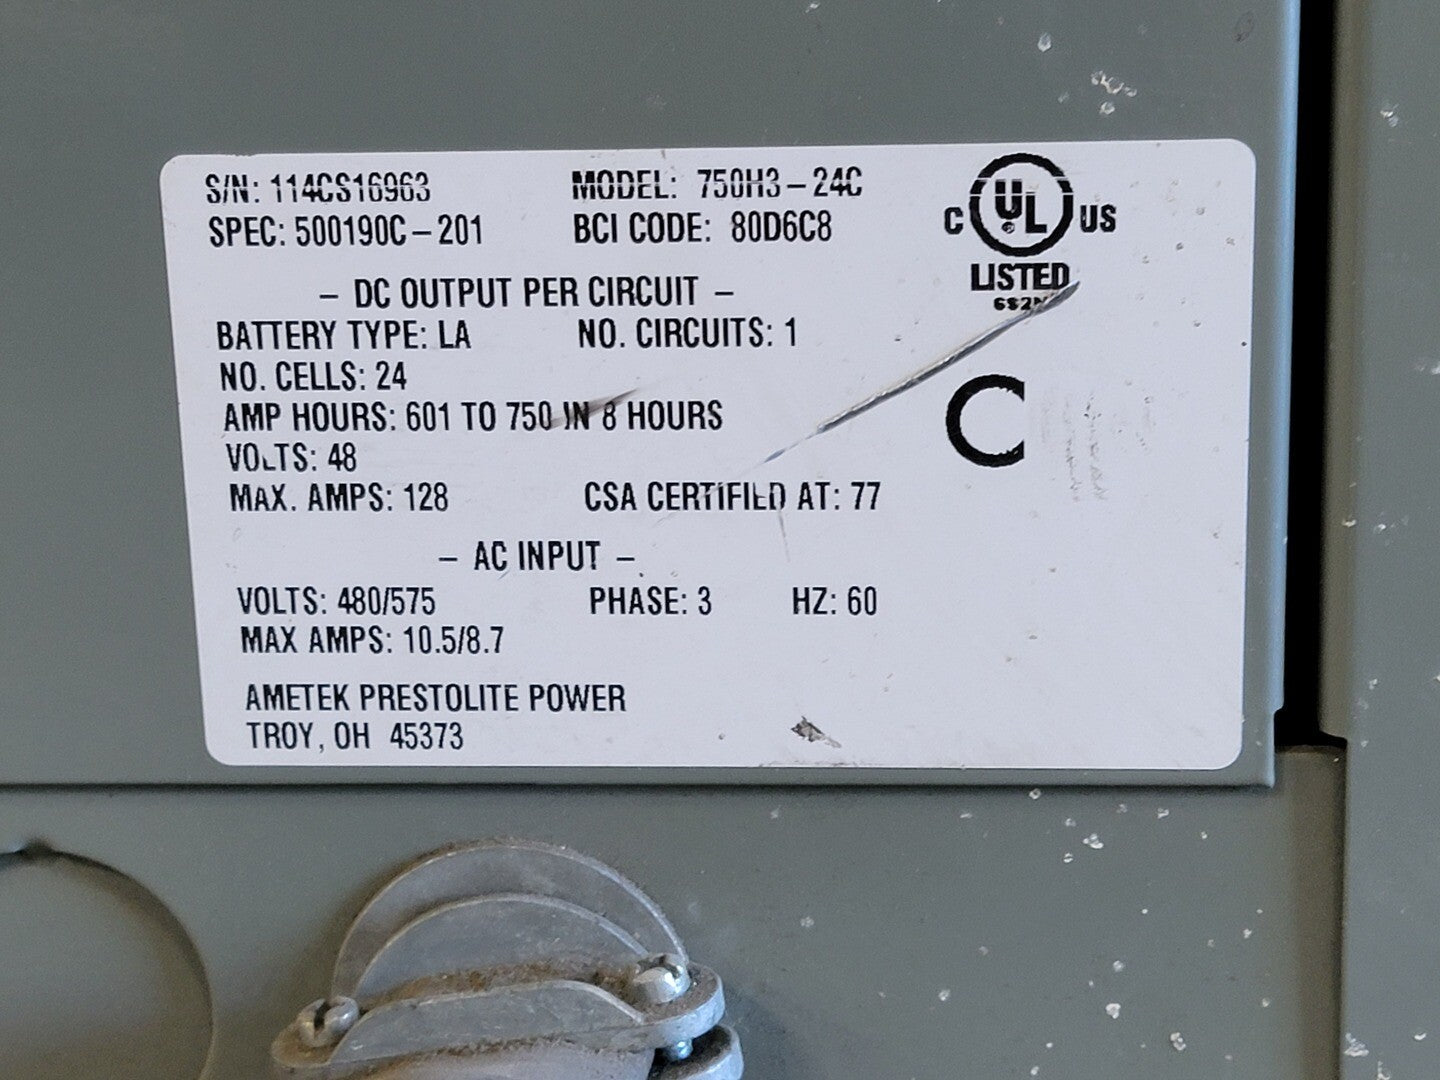 S/N: 114CS16963 MODEL: 750H3-24C
SPEC: 500190C-201 BCI CODE: 80D6C8
C UL US
LISTED
- DC OUTPUT PER CIRCUIT -
BATTERY TYPE: LA NO. CIRCUITS: 1
NO. CELLS: 24
AMP HOURS: 601 TO 750 IN 8 HOURS
VOLTS: 48
C
MAX. AMPS: 128 CSA CERTIFIED AT: 77
- AC INPUT -
VOLTS: 480/575 PHASE: 3 HZ: 60
MAX AMPS: 10.5/8.7
AMETEK PRESTOLITE POWER
TROY, OH 45373